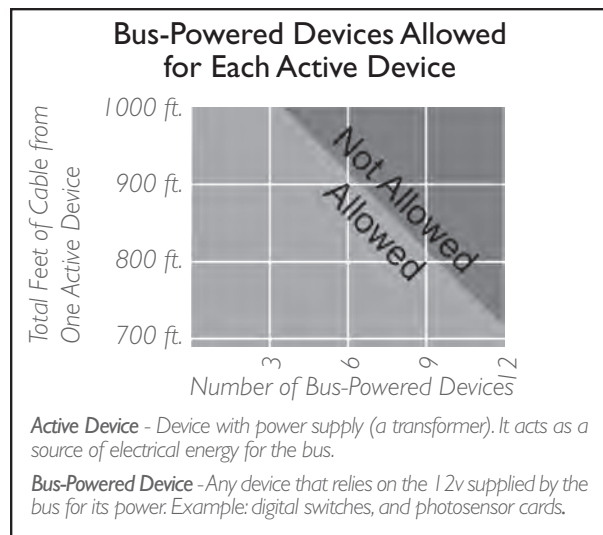 Bus-Powered Devices Allowed
for Each Active Device
1000 ft.
900 ft.
800 ft.
700 ft.
Total Feet of Cable from
One Active Device
Not Allowed
Allowed
3
6
9
12
Number of Bus-Powered Devices
Active Device - Device with power supply (a transformer). It acts as a
source of electrical energy for the bus.
Bus-Powered Device - Any device that relies on the 12v supplied by the
bus for its power. Example: digital switches, and photosensor cards.